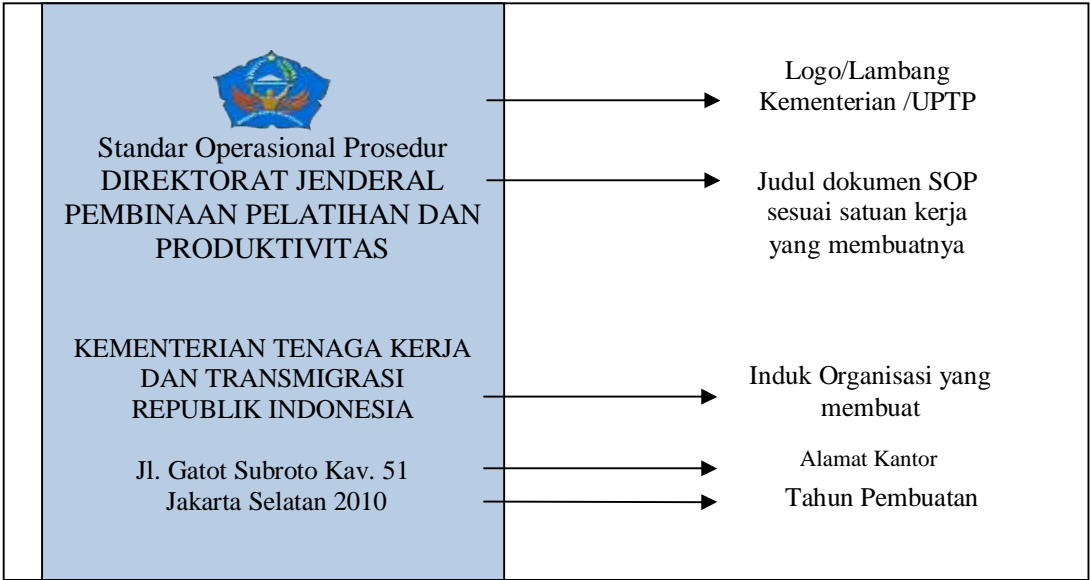 Standar Operasional Prosedur
DIREKTORAT JENDERAL
PEMBINAAN PELATIHAN DAN
PRODUKTIVITAS
KEMENTERIAN TENAGA KERJA
DAN TRANSMIGRASI
REPUBLIK INDONESIA
Jl. Gatot Subroto Kav. 51
Jakarta Selatan 2010
Logo/Lambang
Kementerian /UPTP
Judul dokumen SOP
sesuai satuan kerja
yang membuatnya
Induk Organisasi yang
membuat
Alamat Kantor
Tahun Pembuatan